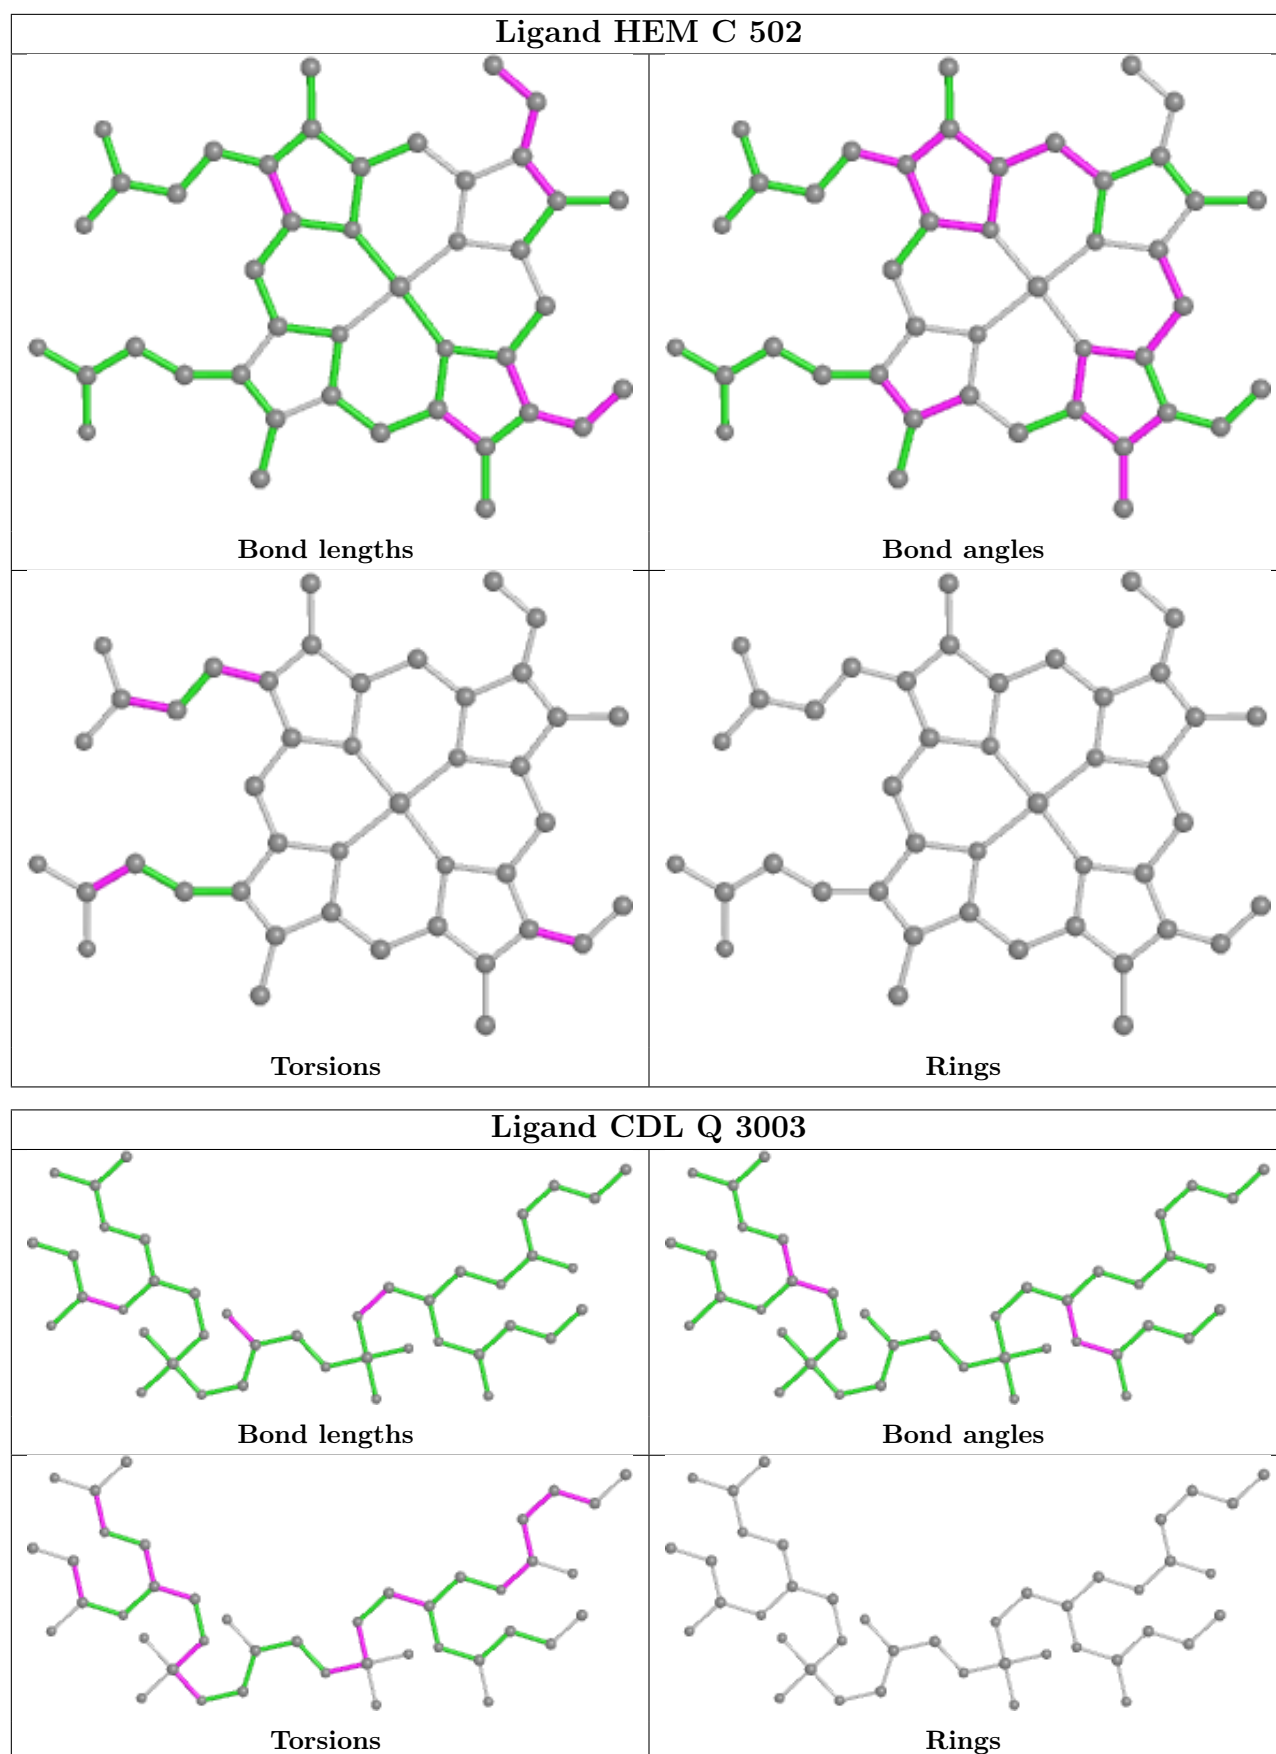 Ligand HEM C 502
Bond lengths
Bond angles
Torsions
Rings
Ligand CDL Q 3003
Bond lengths
Bond angles
Torsions
Rings